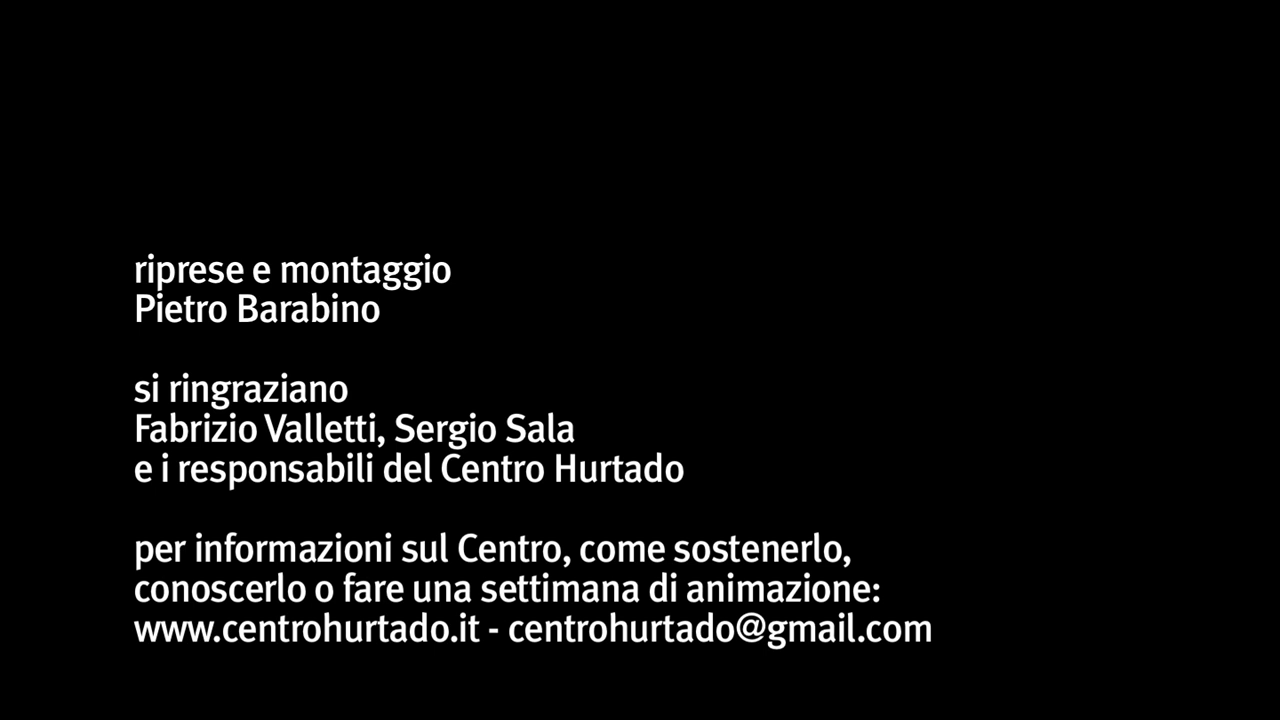 riprese e montaggio
Pietro Barabino
si ringraziano
Fabrizio Valletti, Sergio Sala
e i responsabili del Centro Hurtado
per informazioni sul Centro, come sostenerlo,
conoscerlo o fare una settimana di animazione:
www.centrohurtado.it - centrohurtado@gmail.com